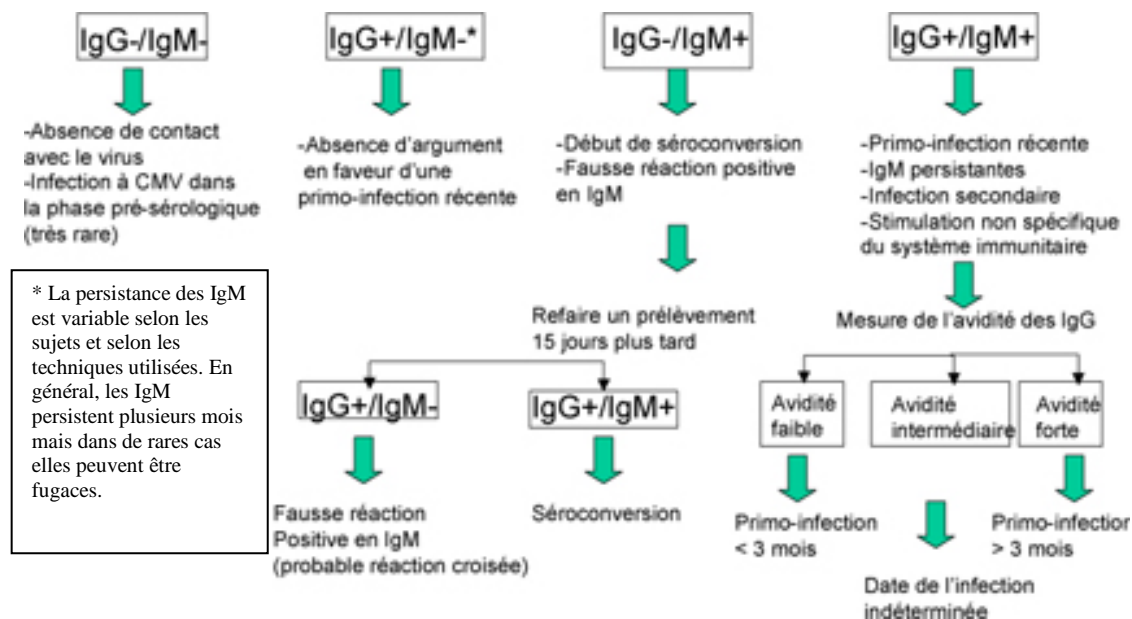 IgG-/IgM-
-Absence de contact
avec le virus
-Infection à CMV dans
la phase pré-sérologique
(très rare)
IgG+/IgM-*
-Absence d'argument
en faveur d'une
primo-infection récente
IgG-/IgM+
-Début de séroconversion
-Fausse réaction positive
en IgM
IgG+/IgM+
-Primo-infection récente
-IgM persistantes
-Infection secondaire
-Stimulation non spécifique
du système immunitaire
* La persistance des IgM
est variable selon les
sujets et selon les
techniques utilisées. En
général, les IgM
persistent plusieurs mois
mais dans de rares cas
elles peuvent être
fugaces.
Refaire un prélèvement
15 jours plus tard
IgG+/IgM-
Fausse réaction
Positive en IgM
(probable réaction croisée)
IgG+/IgM+
Séroconversion
Mesure de l'avidité des IgG
Avidité
faible
Primo-infection
< 3 mois
Avidité
intermédiaire
Date de l'infection
indéterminée
Avidité
forte
Primo-infection
> 3 mois